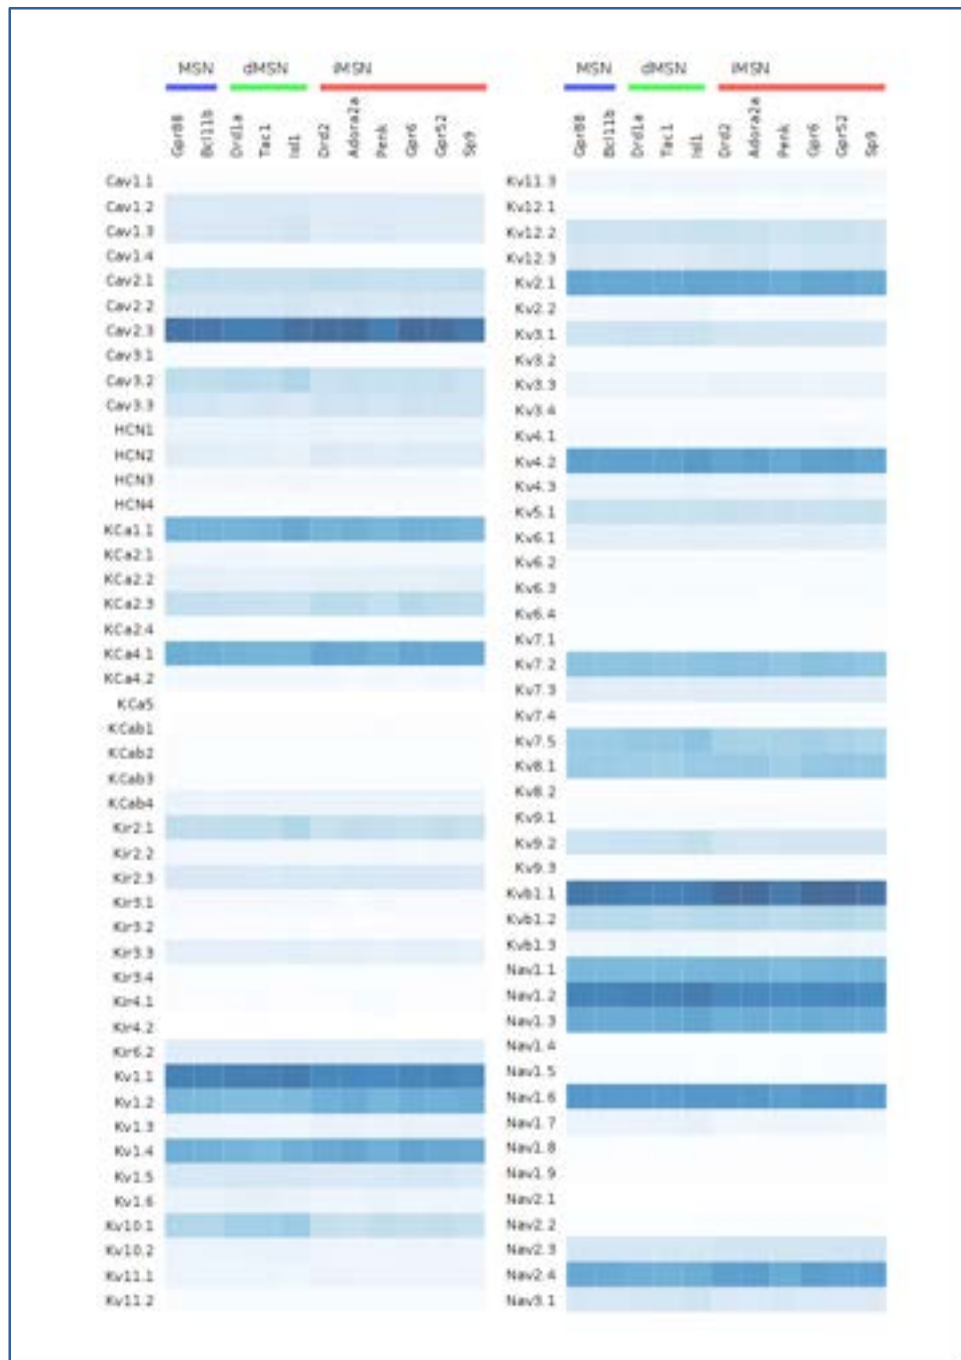 MSN dMSN iMSN
Gpr88 Bcl11b Drd1a Tac1 Isl1 Drd2 Adora2a Penk Gpr6 Gpr52 Sp9
Cav1.1
Cav1.2
Cav1.3
Cav1.4
Cav2.1
Cav2.2
Cav2.3
Cav3.1
Cav3.2
Cav3.3
HCN1
HCN2
HCN3
HCN4
KCa1.1
KCa2.1
KCa2.2
KCa2.3
KCa2.4
KCa4.1
KCa4.2
KCa5
KCab1
KCab2
KCab3
KCab4
Kir2.1
Kir2.2
Kir2.3
Kir3.1
Kir3.2
Kir3.3
Kir3.4
Kir4.1
Kir4.2
Kir6.2
Kv1.1
Kv1.2
Kv1.3
Kv1.4
Kv1.5
Kv1.6
Kv10.1
Kv10.2
Kv11.1
Kv11.2
MSN dMSN iMSN
Gpr88 Bcl11b Drd1a Tac1 Isl1 Drd2 Adora2a Penk Gpr6 Gpr52 Sp9
Kv11.3
Kv12.1
Kv12.2
Kv12.3
Kv2.1
Kv2.2
Kv3.1
Kv3.2
Kv3.3
Kv3.4
Kv4.1
Kv4.2
Kv4.3
Kv5.1
Kv6.1
Kv6.2
Kv6.3
Kv6.4
Kv7.1
Kv7.2
Kv7.3
Kv7.4
Kv7.5
Kv8.1
Kv8.2
Kv9.1
Kv9.2
Kv9.3
Kvb1.1
Kvb1.2
Kvb1.3
Nav1.1
Nav1.2
Nav1.3
Nav1.4
Nav1.5
Nav1.6
Nav1.7
Nav1.8
Nav1.9
Nav2.1
Nav2.2
Nav2.3
Nav2.4
Nav3.1